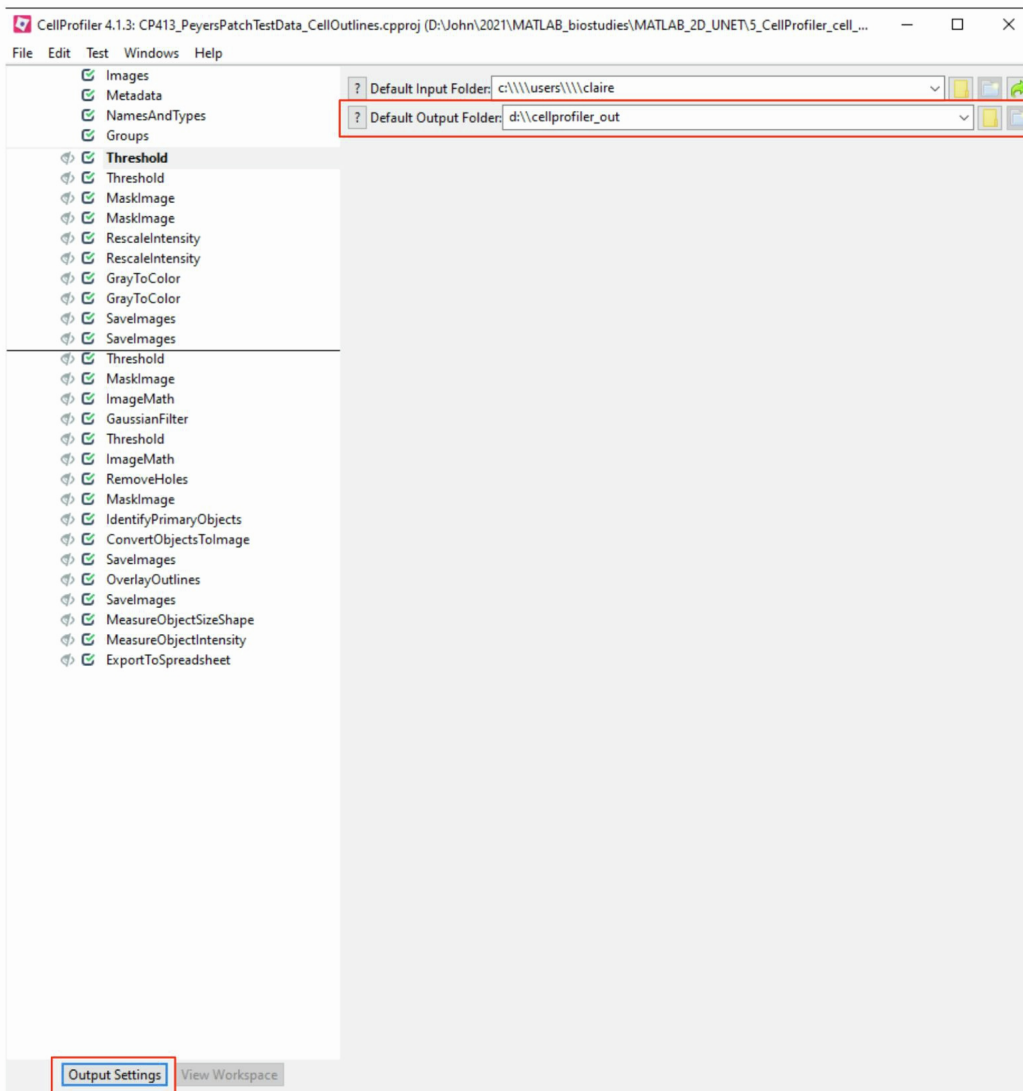 CellProfiler 4.1.3: CP413_PeyersPatchTestData_CellOutlines.cpproj (D:\John\2021\MATLAB_biostudies\MATLAB_2D_UNET\5_CellProfiler_cell_...
File Edit Test Windows Help
Images
Metadata
NamesAndTypes
Groups
? Default Input Folder: c:\\\\users\\\\claire
? Default Output Folder: d:\\cellprofiler_out
Threshold
Threshold
MaskImage
MaskImage
RescaleIntensity
RescaleIntensity
GrayToColor
GrayToColor
SaveImages
SaveImages
Threshold
MaskImage
ImageMath
GaussianFilter
Threshold
ImageMath
RemoveHoles
MaskImage
IdentifyPrimaryObjects
ConvertObjectsToImage
SaveImages
OverlayOutlines
SaveImages
MeasureObjectSizeShape
MeasureObjectIntensity
ExportToSpreadsheet
Output Settings View Workspace